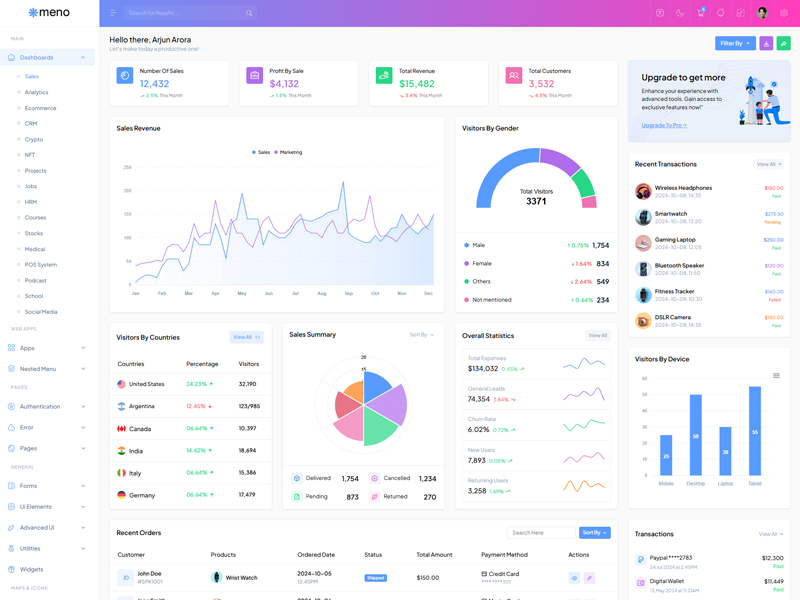 meno
Search for Results...
5
MAIN
Dashboards
Sales
Analytics
Ecommerce
CRM
Crypto
NFT
Projects
Jobs
HRM
Courses
Stocks
Medical
POS System
Podcast
School
Social Media
WEB APPS
Apps
Nested Menu
PAGES
Authentication
Error
Pages
GENERAL
Forms
Ui Elements
Advanced UI
Utilities
Widgets
MAPS & ICONS
Hello there, Arjun Arora
Let's make today a productive one!
Filter By
Number Of Sales
12,432
2.5% This Month
Profit By Sale
$4,132
1.5% This Month
Total Revenue
$15,482
3.4% This Month
Total Customers
3,532
4.5% This Month
Upgrade to get more
Enhance your experience with
advanced tools. Gain access to
exclusive features now!"
Upgrade To Pro
Sales Revenue
Sales Marketing
250
200
150
100
50
0
Jan Feb Mar Apr May Jun Jul Aug Sep Oct Nov Dec
Visitors By Gender
Total Visitors
3371
Male 0.75% 1,754
Female 1.64% 834
Others 2.64% 549
Not mentioned 0.64% 234
Recent Transactions
View All
Wireless Headphones $150.00
2024-10-08, 14:35 Paid
Smartwatch $275.50
2024-10-08, 13:20 Pending
Gaming Laptop $250.00
2024-10-08, 12:05 Paid
Bluetooth Speaker $120.00
2024-10-08, 11:50 Paid
Fitness Tracker $140.00
2024-10-08, 10:30 Failed
DSLR Camera $150.00
2024-10-08, 14:35 Paid
Visitors By Countries
View All
Countries Percentage Visitors
United States 24.23% 32,190
Argentina 12.45% 123/985
Canada 06.64% 10,397
India 14.42% 18,694
Italy 06.64% 15,386
Germany 06.64% 17,479
Sales Summary
Sort By
20
15
Delivered 1,754
Cancelled 1,234
Pending 873
Returned 270
Overall Statistics
View All
Total Expenses
$134,032 0.45%
General Leads
74,354 3.84%
Churn Rate
6.02% 0.72%
New Users
7,893 0.05%
Returning Users
3,258 1.69%
Visitors By Device
60
50
40
30
20
10
0
25
50
30
55
Mobile Desktop Laptop Tablet
Recent Orders
Search Here
Sort By
Customer Products Ordered Date Status Total Amount Payment Method Actions
John Doe
#SPK1001
Wrist Watch
2024-10-05
12:45PM
Shipped
$150.00
Credit Card
Transactions
View All
Paypal ****2783 $12,300
24,Jul 2024 at 2:45PM Paid
Digital Wallet $11,449
13,May 2024 at 11:21AM Paid